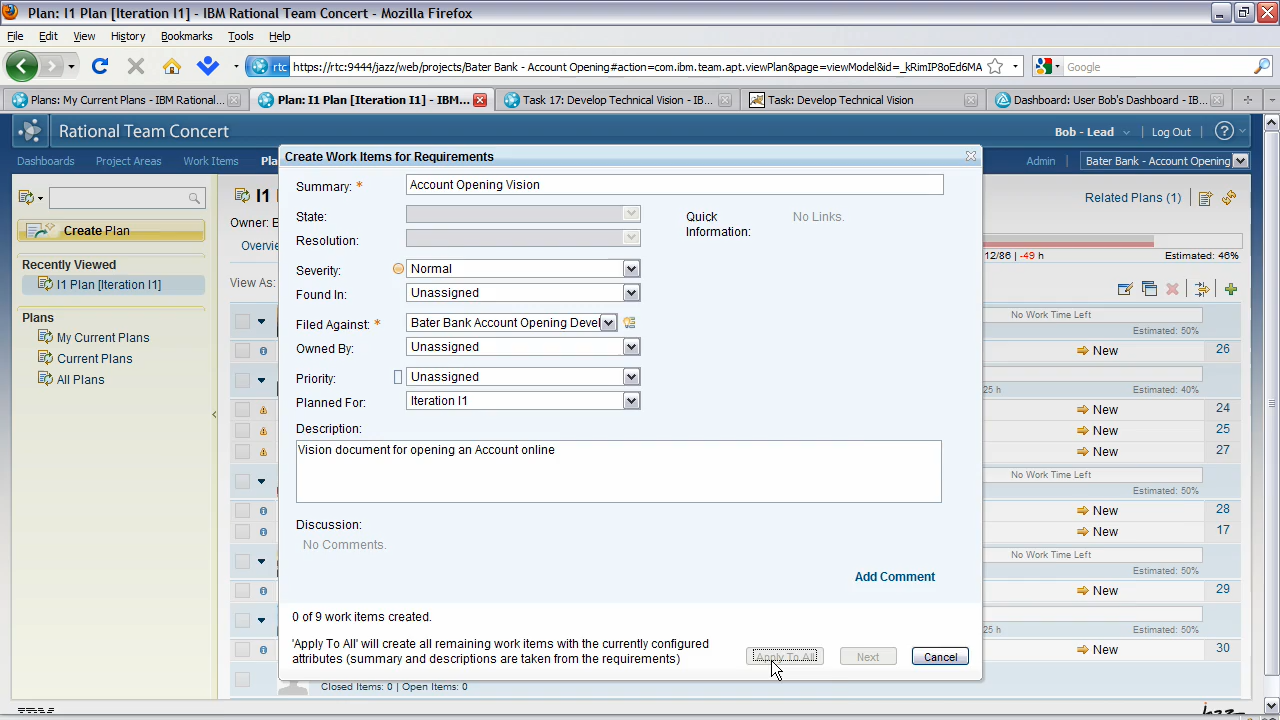 Plan: I1 Plan [Iteration I1] - IBM Rational Team Concert - Mozilla Firefox
File Edit View History Bookmarks Tools Help
rtc https://rtc:9444/jazz/web/projects/Bater Bank - Account Opening#action=com.ibm.team.apt.viewPlan&page=viewModel&id=_kRimIP8oEd6MA Google
Plans: My Current Plans - IBM Rational... Plan: I1 Plan [Iteration I1] - IBM... Task 17: Develop Technical Vision - IB... Task: Develop Technical Vision Dashboard: User Bob's Dashboard - IB...
Rational Team Concert Bob - Lead Log Out
Dashboards Project Areas Work Items Admin Bater Bank - Account Opening
Create Work Items for Requirements
Summary: * Account Opening Vision
I1 Related Plans (1)
State: Quick Information: No Links.
Create Plan Owner: E
Resolution:
Overvie
12/86 | -49 h Estimated: 46%
Recently Viewed
I1 Plan [Iteration I1]
View As:
Severity: Normal
Found In: Unassigned
Plans
My Current Plans
Current Plans
All Plans
Filed Against: * Bater Bank Account Opening Devel
Owned By: Unassigned
Priority: Unassigned
Planned For: Iteration I1
Description:
Vision document for opening an Account online
Discussion:
No Comments.
Add Comment
0 of 9 work items created.
'Apply To All' will create all remaining work items with the currently configured
attributes (summary and descriptions are taken from the requirements)
Apply To All Next Cancel
No Work Time Left
Estimated: 50%
New 26
25 h Estimated: 40%
New 24
New 25
New 27
No Work Time Left
Estimated: 50%
New 28
New 17
No Work Time Left
Estimated: 50%
New 29
25 h Estimated: 50%
New 30
Closed Items: 0 | Open Items: 0